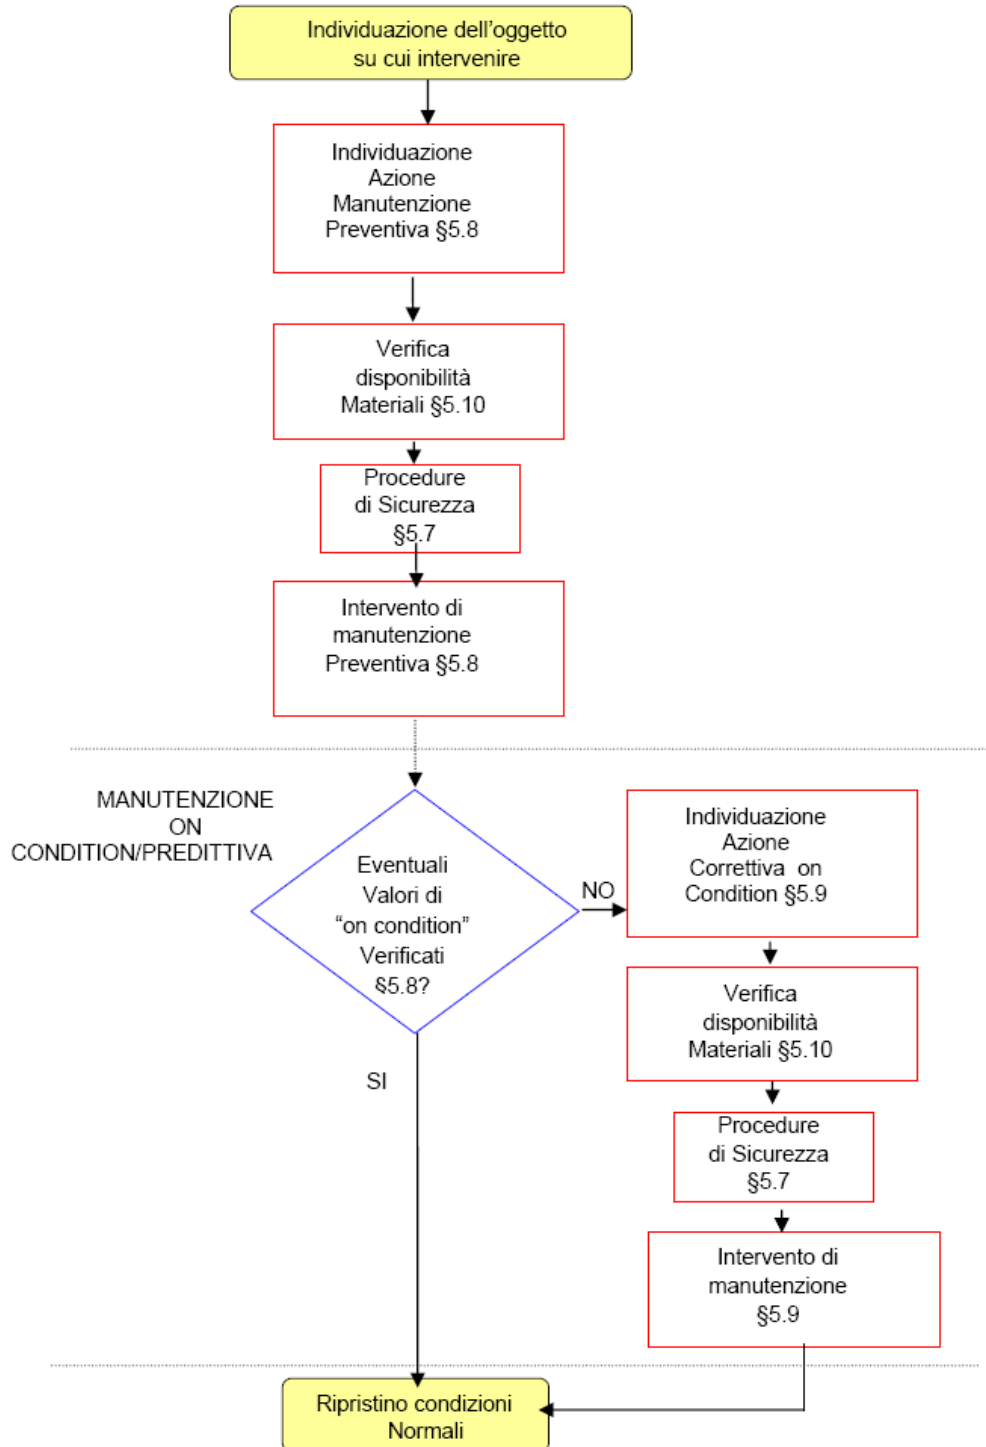 Individuazione dell'oggetto
su cui intervenire
Individuazione
Azione
Manutenzione
Preventiva §5.8
Verifica
disponibilità
Materiali §5.10
Procedure
di Sicurezza
§5.7
Intervento di
manutenzione
Preventiva §5.8
MANUTENZIONE
ON
CONDITION/PREDITTIVA
Eventuali
Valori di
“on condition”
Verificati
§5.8?
NO
Individuazione
Azione
Correttiva on
Condition §5.9
Verifica
disponibilità
Materiali §5.10
Procedure
di Sicurezza
§5.7
Intervento di
manutenzione
§5.9
SI
Ripristino condizioni
Normali